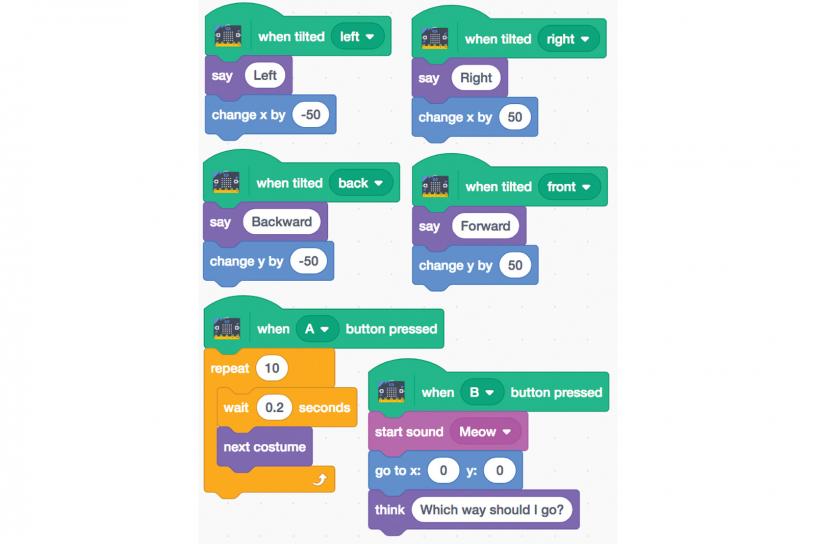 when tilted left
say Left
change x by -50
when tilted right
say Right
change x by 50
when tilted back
say Backward
change y by -50
when tilted front
say Forward
change y by 50
when A button pressed
repeat 10
wait 0.2 seconds
next costume
when B button pressed
start sound Meow
go to x: 0 y: 0
think Which way should I go?